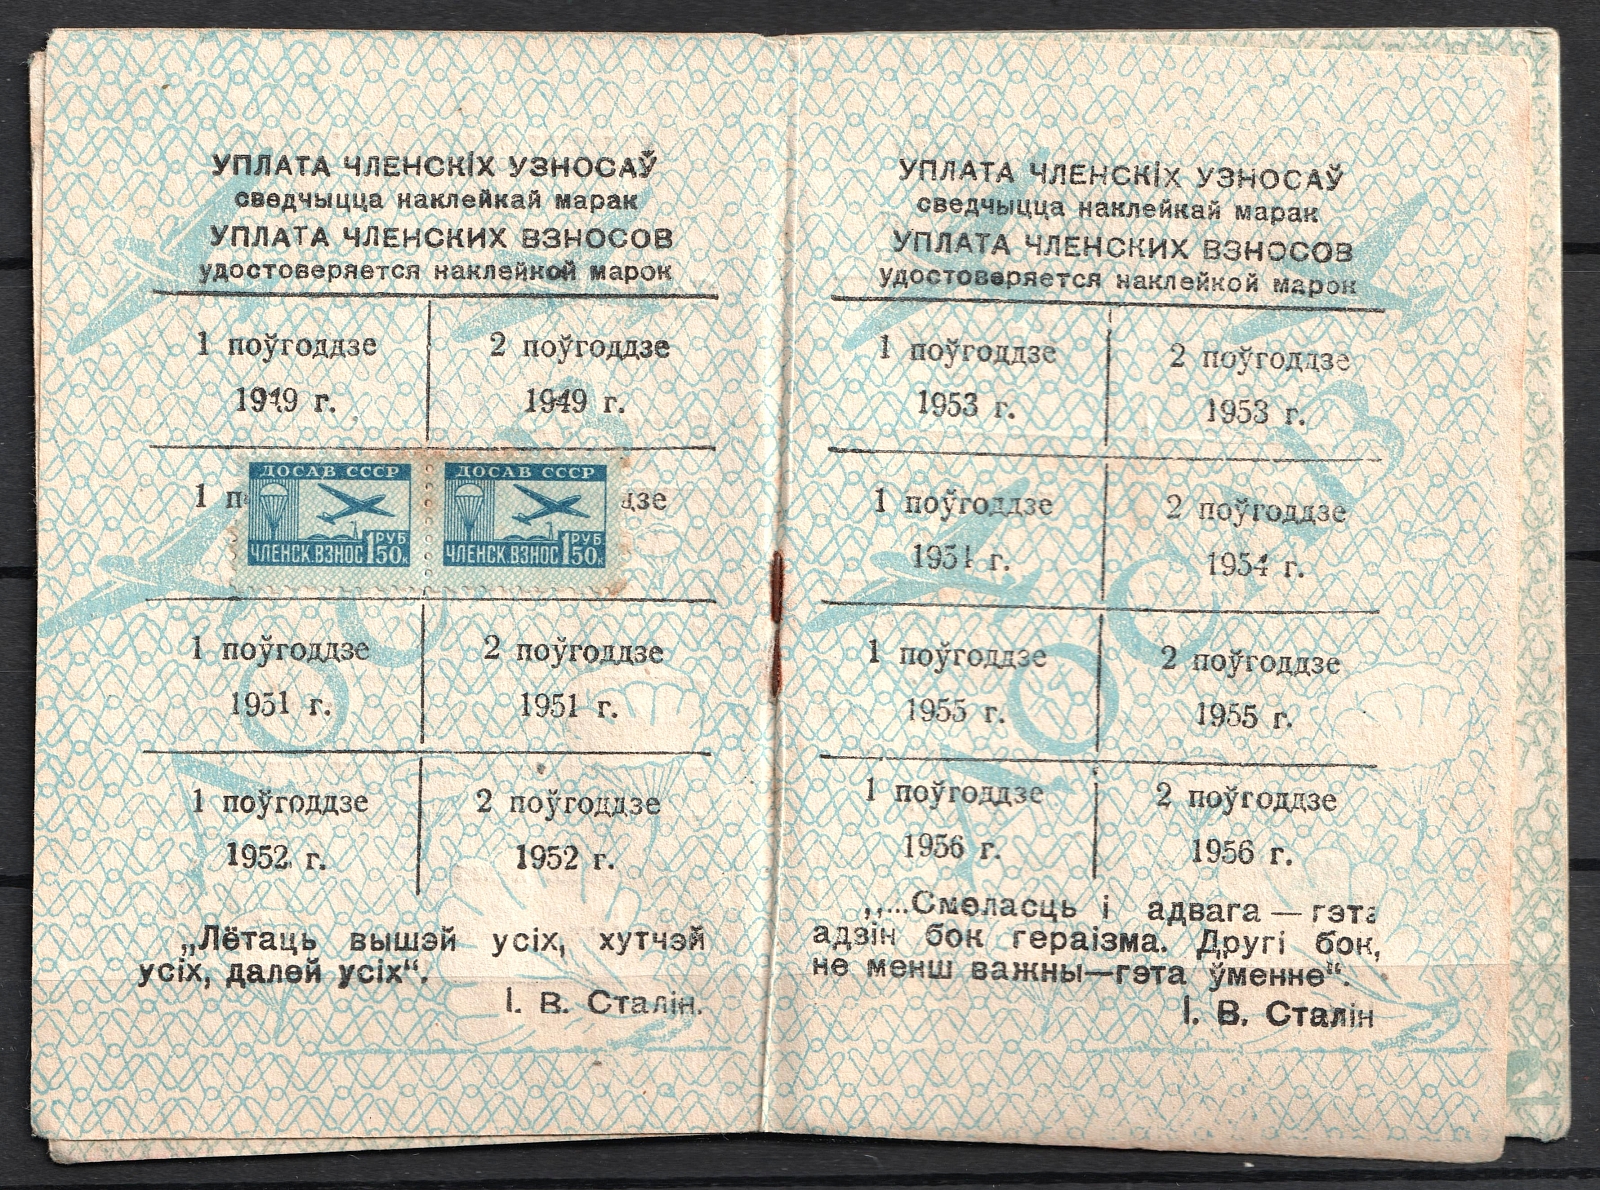 УПЛАТА ЧЛЕНСКІХ УЗНОСАЎ
сведчыцца наклейкай марак
УПЛАТА ЧЛЕНСКИХ ВЗНОСОВ
удостоверяется наклейкой марок
1 поўгоддзе
2 поўгоддзе
1949 г.
1949 г.
ДОСАВ СССР
ДОСАВ СССР
1 п
дзе
ЧЛЕНСК.ВЗНОС 1 РУБ 50 к
ЧЛЕНСК.ВЗНОС 1 РУБ 50 к
1 поўгоддзе
2 поўгоддзе
1951 г.
1951 г.
1 поўгоддзе
2 поўгоддзе
1952 г.
1952 г.
„Лётаць вышэй усіх, хутчэй
усіх, далей усіх“.
І. В. Сталін.
УПЛАТА ЧЛЕНСКІХ УЗНОСАЎ
сведчыцца наклейкай марак
УПЛАТА ЧЛЕНСКИХ ВЗНОСОВ
удостоверяется наклейкой марок
1 поўгоддзе
2 поўгоддзе
1953 г.
1953 г.
1 поўгоддзе
2 поўгоддзе
1954 г.
1954 г.
1 поўгоддзе
2 поўгоддзе
1955 г.
1955 г.
1 поўгоддзе
2 поўгоддзе
1956 г.
1956 г.
„...Смеласць і адвага — гэта
адзін бок гераізма. Другі бок,
не менш важны—гэта ўменне“.
І. В. Сталін